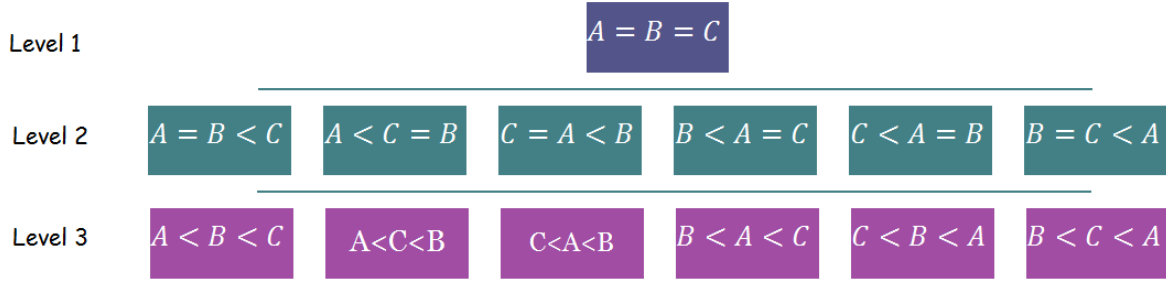 Level 1
A = B = C
Level 2
A = B < C
A < C = B
C = A < B
B < A = C
C < A = B
B = C < A
Level 3
A < B < C
A<C<B
C<A<B
B < A < C
C < B < A
B < C < A